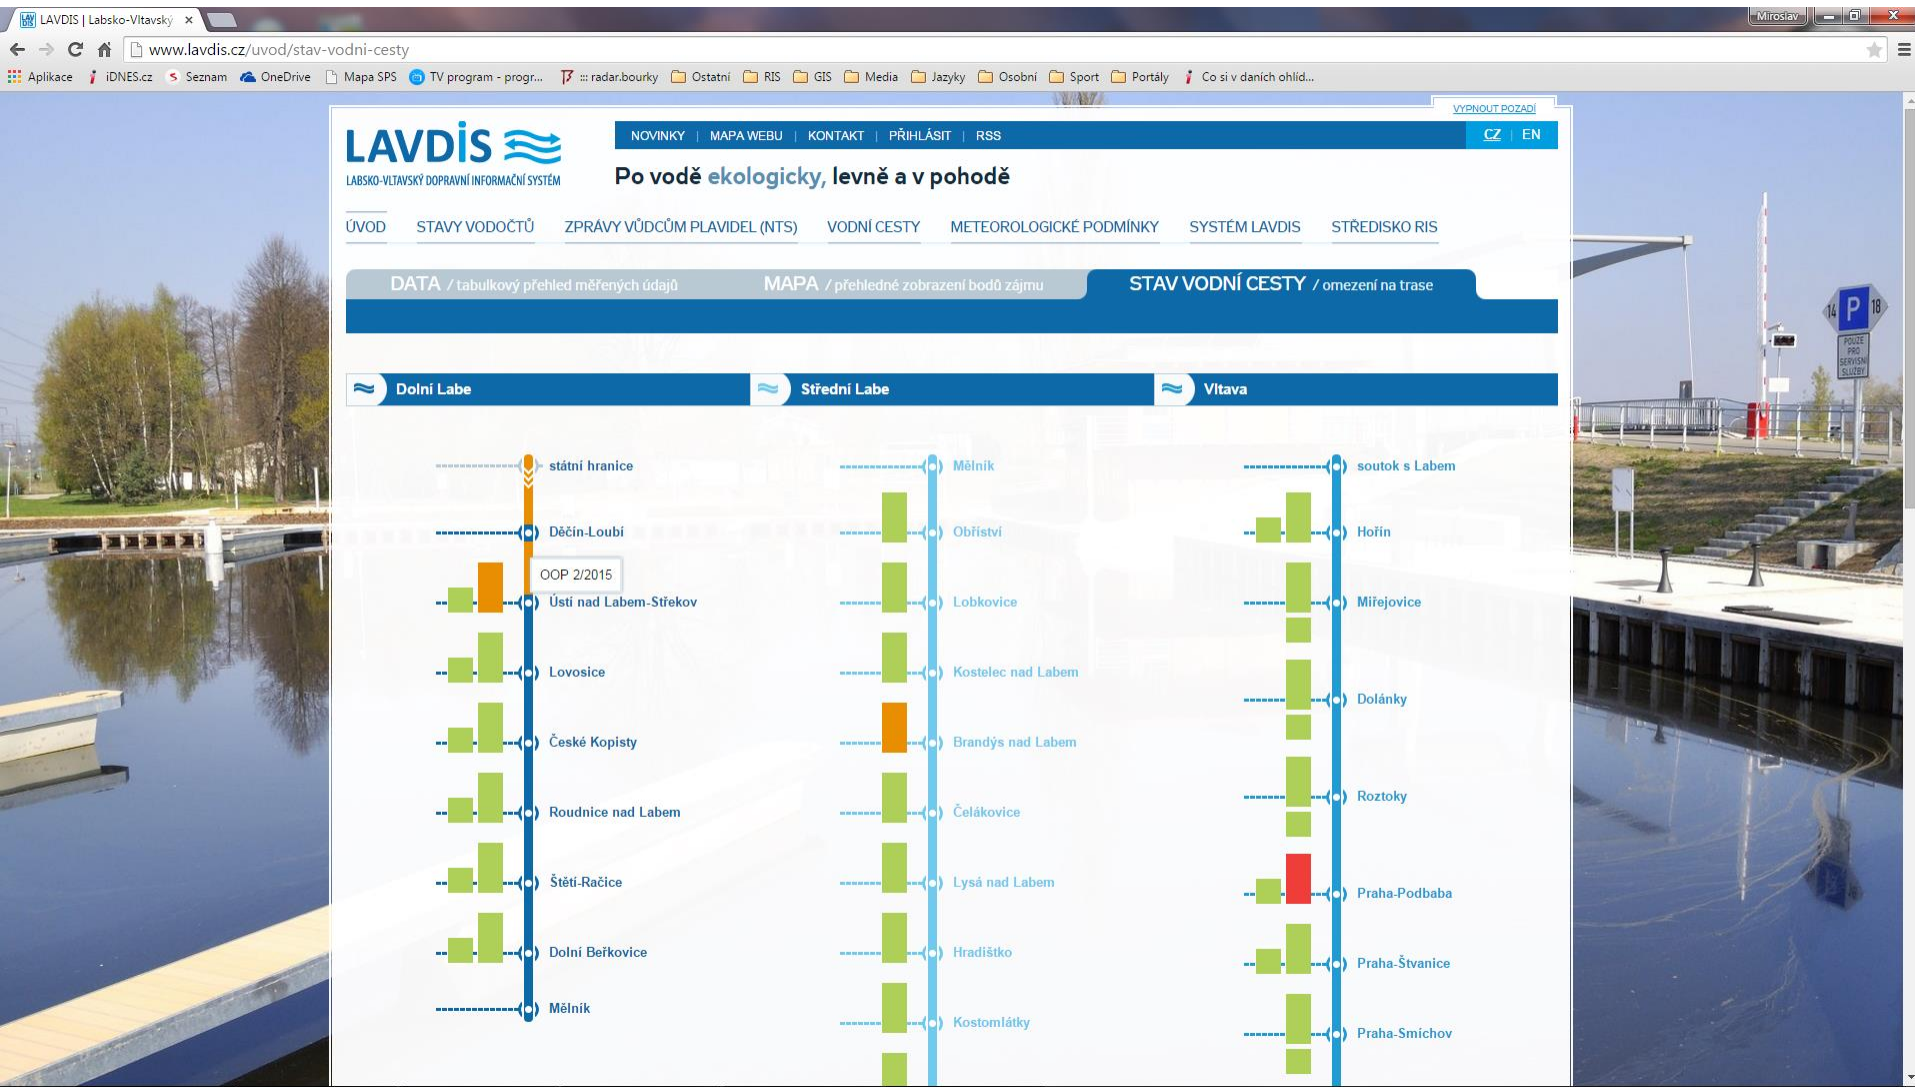 LAVDIS | Labsko-Vltavský
Miroslav
www.lavdis.cz/uvod/stav-vodni-cesty
Aplikace iDNES.cz Seznam OneDrive Mapa SPS TV program - progr... ::: radar.bourky Ostatní RIS GIS Media Jazyky Osobní Sport Portály Co si v daních ohlíd...
VYPNOUT POZADÍ
LAVDIS
LABSKO-VLTAVSKÝ DOPRAVNÍ INFORMAČNÍ SYSTÉM
NOVINKY | MAPA WEBU | KONTAKT | PŘIHLÁSIT | RSS
CZ | EN
Po vodě ekologicky, levně a v pohodě
ÚVOD STAVY VODOČTŮ ZPRÁVY VŮDCŮM PLAVIDEL (NTS) VODNÍ CESTY METEOROLOGICKÉ PODMÍNKY SYSTÉM LAVDIS STŘEDISKO RIS
DATA / tabulkový přehled měřených údajů
MAPA / přehledné zobrazení bodů zájmu
STAV VODNÍ CESTY / omezení na trase
14 P 18
POUZE
PRO
SERVISNÍ
SLUŽBY
Dolní Labe
státní hranice
Děčín-Loubí
OOP 2/2015
Ústí nad Labem-Střekov
Lovosice
České Kopisty
Roudnice nad Labem
Štětí-Račice
Dolní Beřkovice
Mělník
Střední Labe
Mělník
Obříství
Lobkovice
Kostelec nad Labem
Brandýs nad Labem
Čelákovice
Lysá nad Labem
Hradištko
Kostomlátky
Vltava
soutok s Labem
Hořín
Miřejovice
Dolánky
Roztoky
Praha-Podbaba
Praha-Štvanice
Praha-Smíchov